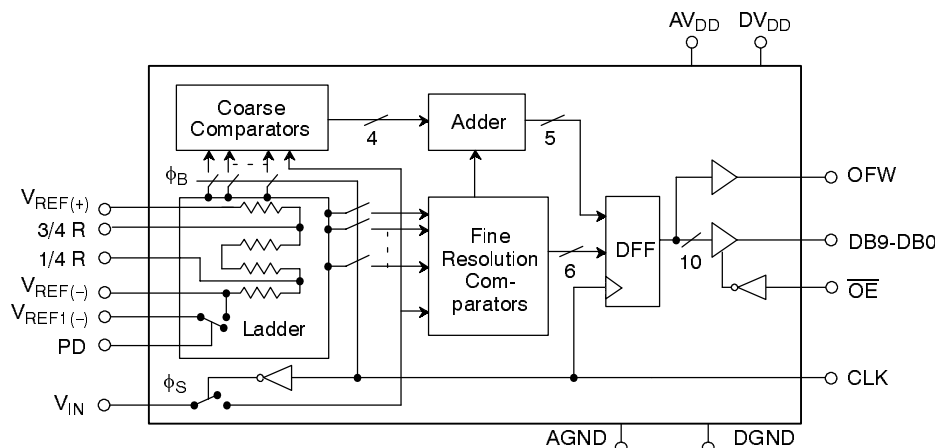 AVDD DVDD
Coarse
Comparators
4
Adder
5
ϕB
VREF(+)
3/4 R
1/4 R
VREF(-)
VREF1(-)
PD
Ladder
Fine
Resolution
Com-
parators
6
DFF
10
OFW
DB9-DB0
OE
ϕS
VIN
CLK
AGND DGND